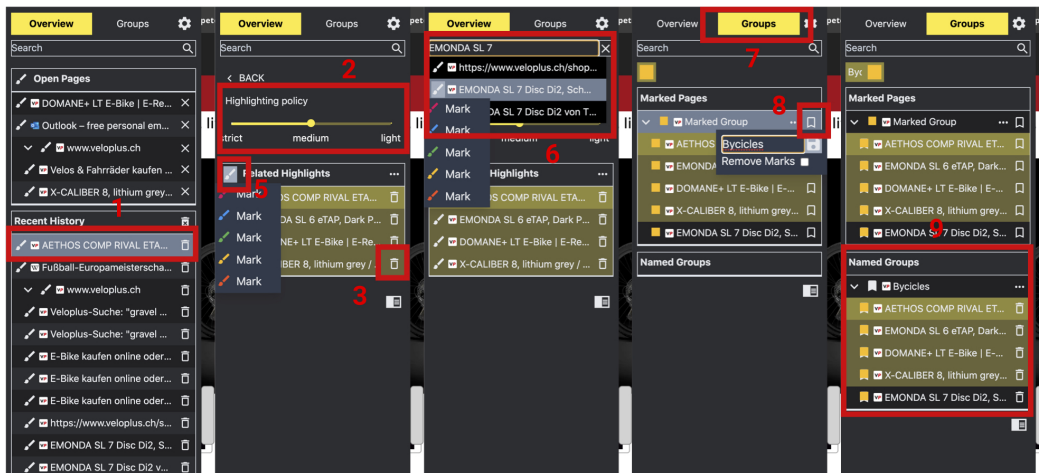 Overview Groups
Search
Open Pages
DOMANE+ LT E-Bike | E-Re...
Outlook – free personal em...
www.veloplus.ch
Velos & Fahrräder kaufen ...
X-CALIBER 8, lithium grey...
1
Recent History
AETHOS COMP RIVAL ETA...
Fußball-Europameisterscha...
www.veloplus.ch
Veloplus-Suche: "gravel ...
Veloplus-Suche: "gravel ...
E-Bike kaufen online oder...
E-Bike kaufen online oder...
E-Bike kaufen online oder...
https://www.veloplus.ch/s...
EMONDA SL 7 Disc Di2, S...
EMONDA SL 7 Disc Di2 v...
Overview Groups
Search
2
< BACK
Highlighting policy
strict medium light
5
Related Highlights
Mark
Mark
DA SL 6 eTAP, Dark P...
Mark
NE+ LT E-Bike | E-Re...
Mark
IBER 8, lithium grey / ...
Mark
3
Overview Groups
EMONDA SL 7
https://www.veloplus.ch/shop...
EMONDA SL 7 Disc Di2, Sch...
DA SL 7 Disc Di2 von T...
Mark
Mark
medium light
Mark
6
Mark
Highlights
Mark
COMP RIVAL ETA...
EMONDA SL 6 eTAP, Dark P...
DOMANE+ LT E-Bike | E-Re...
X-CALIBER 8, lithium grey / ...
Overview Groups
7
Search
Marked Pages
8
Marked Group
AETHOS
Bycicles
EMONDA
Remove Marks
DOMANE+ LT E-Bike | E-...
X-CALIBER 8, lithium grey...
EMONDA SL 7 Disc Di2, S...
Named Groups
Overview Groups
Search
Marked Pages
Marked Group
AETHOS COMP RIVAL ET...
EMONDA SL 6 eTAP, Dark...
DOMANE+ LT E-Bike | E-...
X-CALIBER 8, lithium grey...
EMONDA SL 7 Disc Di2, S...
9
Named Groups
Bycicles
AETHOS COMP RIVAL ET...
EMONDA SL 6 eTAP, Dark...
DOMANE+ LT E-Bike | E-...
X-CALIBER 8, lithium grey...
EMONDA SL 7 Disc Di2, S...